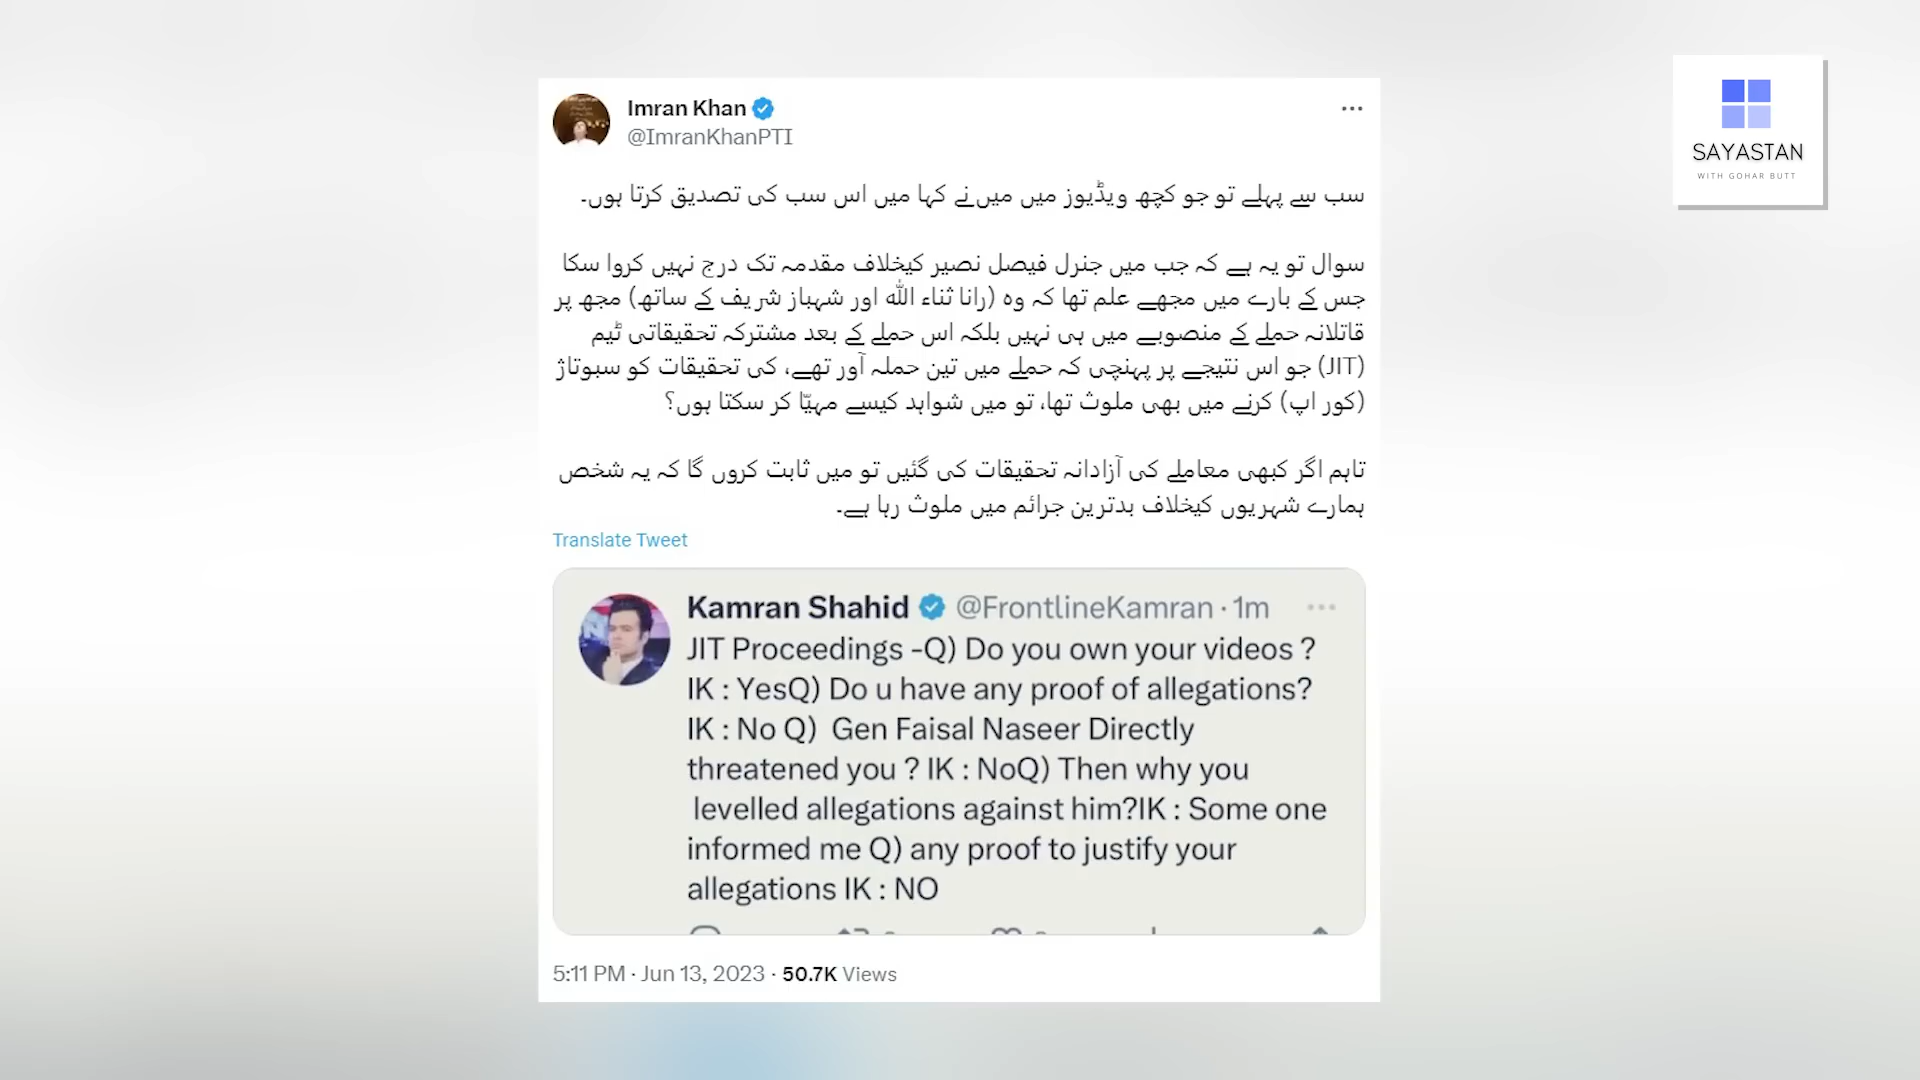 Imran Khan
@ImranKhanPTI
سب سے پہلے تو جو کچھ ویڈیوز میں میں نے کہا میں اس سب کی تصدیق کرتا ہوں۔
سوال تو یہ ہے کہ جب میں جنرل فیصل نصیر کیخلاف مقدمہ تک درج نہیں کروا سکا
جس کے بارے میں مجھے علم تھا کہ وہ (رانا ثناء اللہ اور شہباز شریف کے ساتھ) مجھ پر
قاتلانہ حملے کے منصوبے میں ہی نہیں بلکہ اس حملے کے بعد مشترکہ تحقیقاتی ٹیم
(JIT) جو اس نتیجے پر پہنچی کہ حملے میں تین حملہ آور تھے، کی تحقیقات کو سبوتاژ
(کور اپ) کرنے میں بھی ملوث تھا، تو میں شواہد کیسے مہیّا کر سکتا ہوں؟
تاہم اگر کبھی معاملے کی آزادانہ تحقیقات کی گئیں تو میں ثابت کروں گا کہ یہ شخص
ہمارے شہریوں کیخلاف بدترین جرائم میں ملوث رہا ہے۔
Translate Tweet
Kamran Shahid @FrontlineKamran · 1m
JIT Proceedings -Q) Do you own your videos ?
IK : YesQ) Do u have any proof of allegations?
IK : No Q) Gen Faisal Naseer Directly
threatened you ? IK : NoQ) Then why you
levelled allegations against him?IK : Some one
informed me Q) any proof to justify your
allegations IK : NO
5:11 PM · Jun 13, 2023 · 50.7K Views
SAYASTAN
WITH GOHAR BUTT